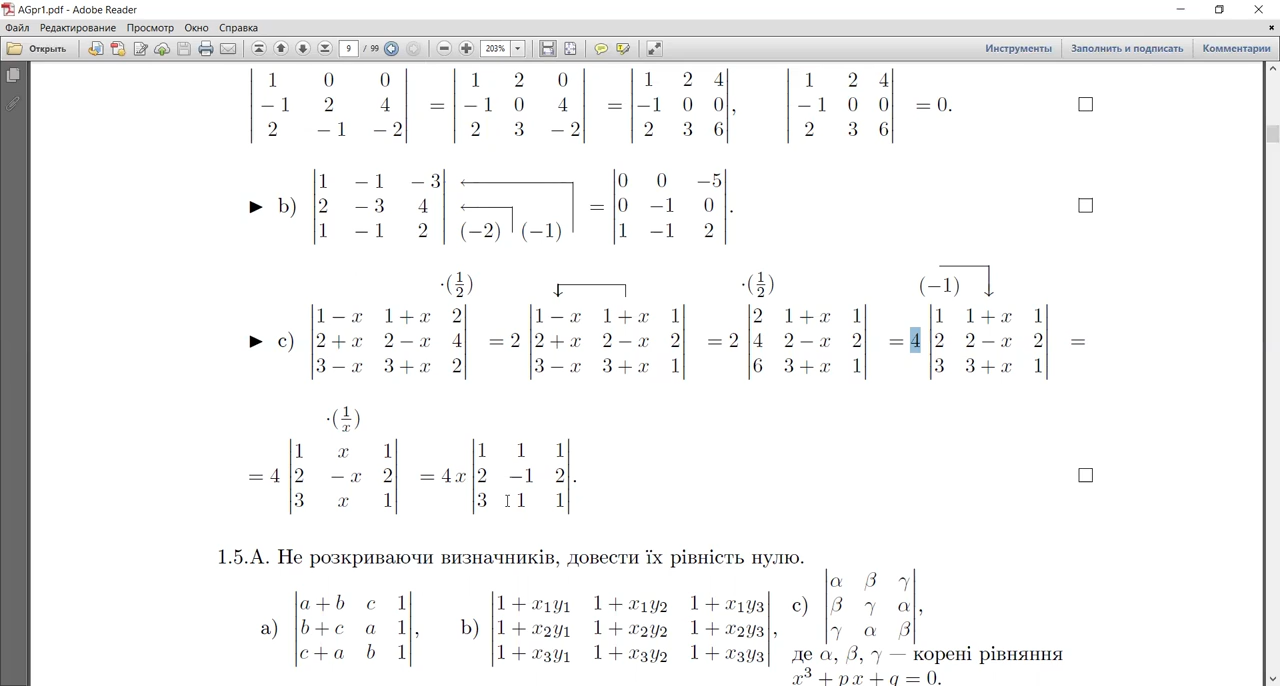 AGpr1.pdf - Adobe Reader
Файл Редактирование Просмотр Окно Справка
Открыть 9 / 99 203% Инструменты Заполнить и подписать Комментарии
|1 0 0| |1 2 0| |1 2 4| |1 2 4|
|−1 2 4| = |−1 0 4| = |−1 0 0|, |−1 0 0| = 0. □
|2 −1 −2| |2 3 −2| |2 3 6| |2 3 6|
|1 −1 −3| |0 0 −5|
► b) |2 −3 4| = |0 −1 0|. □
|1 −1 2| (−2) (−1) |1 −1 2|
·(1/2) ·(1/2) (−1)
|1 − x 1 + x 2| |1 − x 1 + x 1| |2 1 + x 1| |1 1 + x 1|
► c) |2 + x 2 − x 4| = 2 |2 + x 2 − x 2| = 2 |4 2 − x 2| = 4 |2 2 − x 2| =
|3 − x 3 + x 2| |3 − x 3 + x 1| |6 3 + x 1| |3 3 + x 1|
·(1/x)
|1 x 1| |1 1 1|
= 4 |2 −x 2| = 4x |2 −1 2|. □
|3 x 1| |3 1 1|
1.5.A. Не розкриваючи визначників, довести їх рівність нулю.
|a + b c 1| |1 + x₁y₁ 1 + x₁y₂ 1 + x₁y₃| |α β γ|
a) |b + c a 1|, b) |1 + x₂y₁ 1 + x₂y₂ 1 + x₂y₃|, c) |β γ α|,
|c + a b 1| |1 + x₃y₁ 1 + x₃y₂ 1 + x₃y₃| |γ α β|
де α, β, γ — корені рівняння
x³ + px + q = 0.